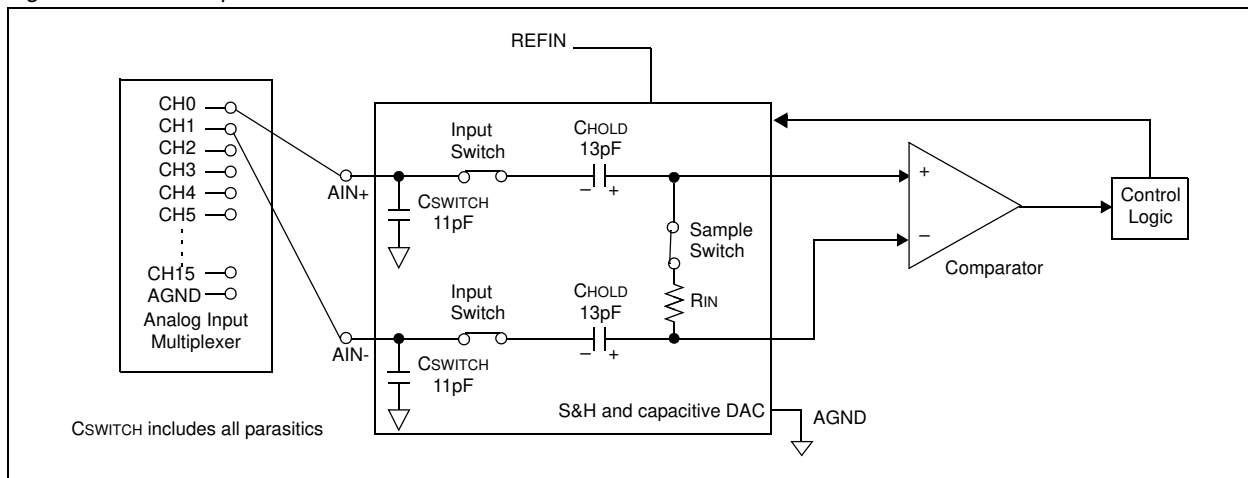 REFIN
CH0
CH1
CH2
CH3
CH4
CH5
CH15
AGND
Analog Input
Multiplexer
AIN+
AIN-
Input
Switch
CHOLD
13pF
– +
CSWITCH
11pF
Sample
Switch
RIN
Input
Switch
CHOLD
13pF
– +
CSWITCH
11pF
S&H and capacitive DAC
AGND
+
–
Comparator
Control
Logic
CSWITCH includes all parasitics